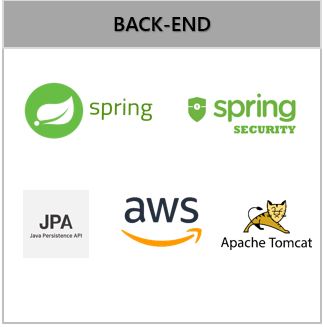 BACK-END
spring
spring
SECURITY
JPA
Java Persistence API
aws
Apache Tomcat